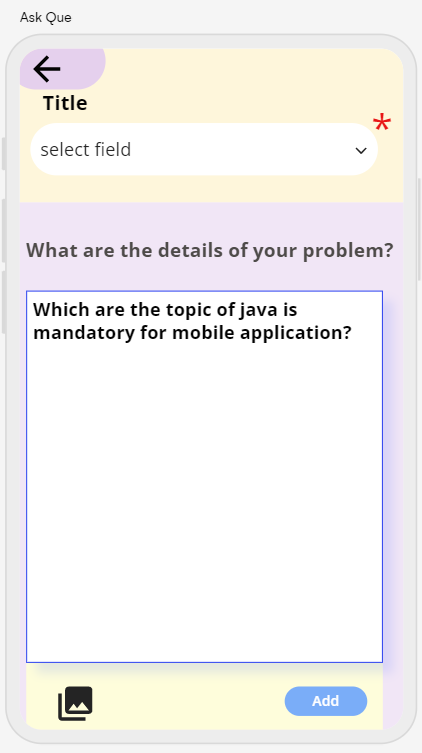 Ask Que
Title
*
select field
What are the details of your problem?
Which are the topic of java is
mandatory for mobile application?
Add